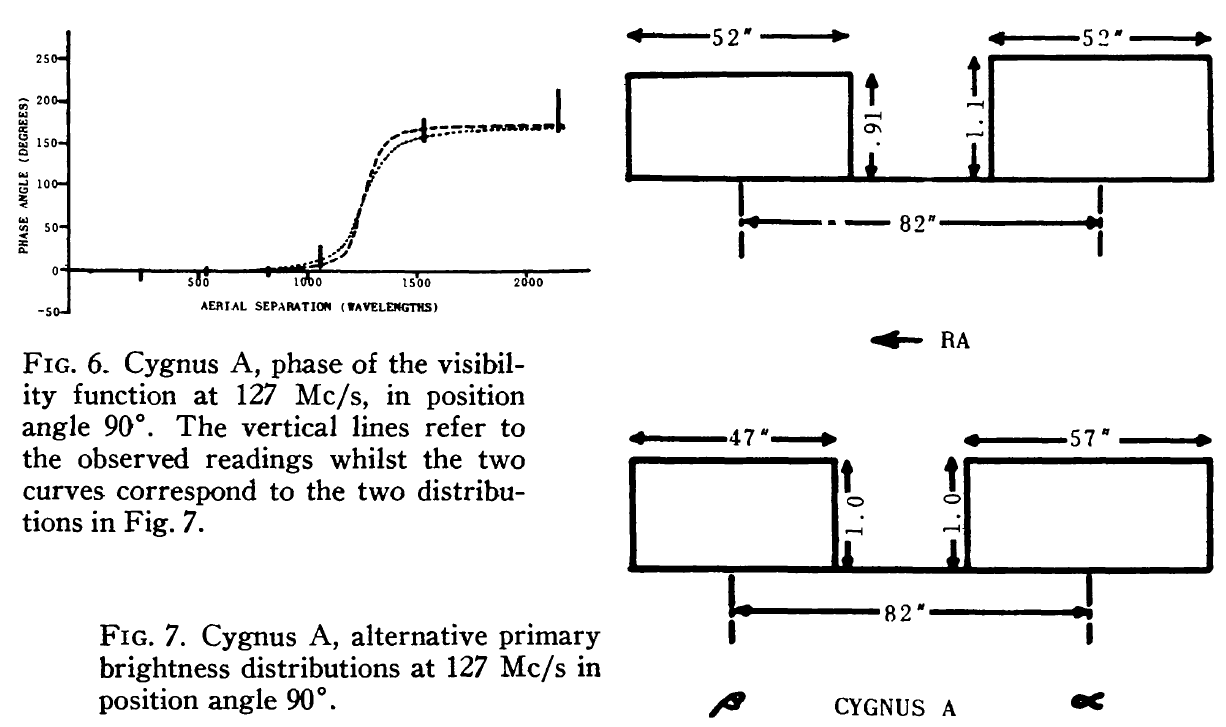 PHASE ANGLE (DEGREES)
250
200
150
100
50
0
-50
500
1000
1500
2000
AERIAL SEPARATION (WAVELENGTHS)
FIG. 6. Cygnus A, phase of the visibil-
ity function at 127 Mc/s, in position
angle 90°. The vertical lines refer to
the observed readings whilst the two
curves correspond to the two distribu-
tions in Fig. 7.
52"
52"
.91
1.1
82"
RA
47"
57"
1.0
1.0
82"
β
CYGNUS A
α
FIG. 7. Cygnus A, alternative primary
brightness distributions at 127 Mc/s in
position angle 90°.